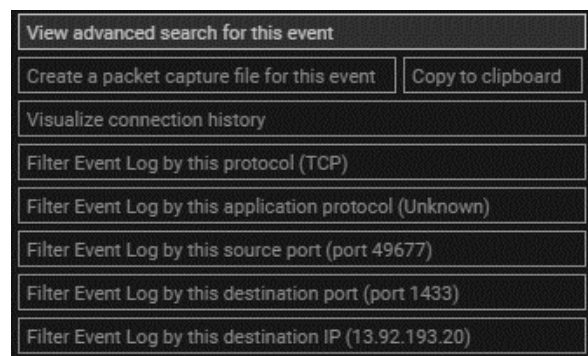 View advanced search for this event
Create a packet capture file for this event Copy to clipboard
Visualize connection history
Filter Event Log by this protocol (TCP)
Filter Event Log by this application protocol (Unknown)
Filter Event Log by this source port (port 49677)
Filter Event Log by this destination port (port 1433)
Filter Event Log by this destination IP (13.92.193.20)